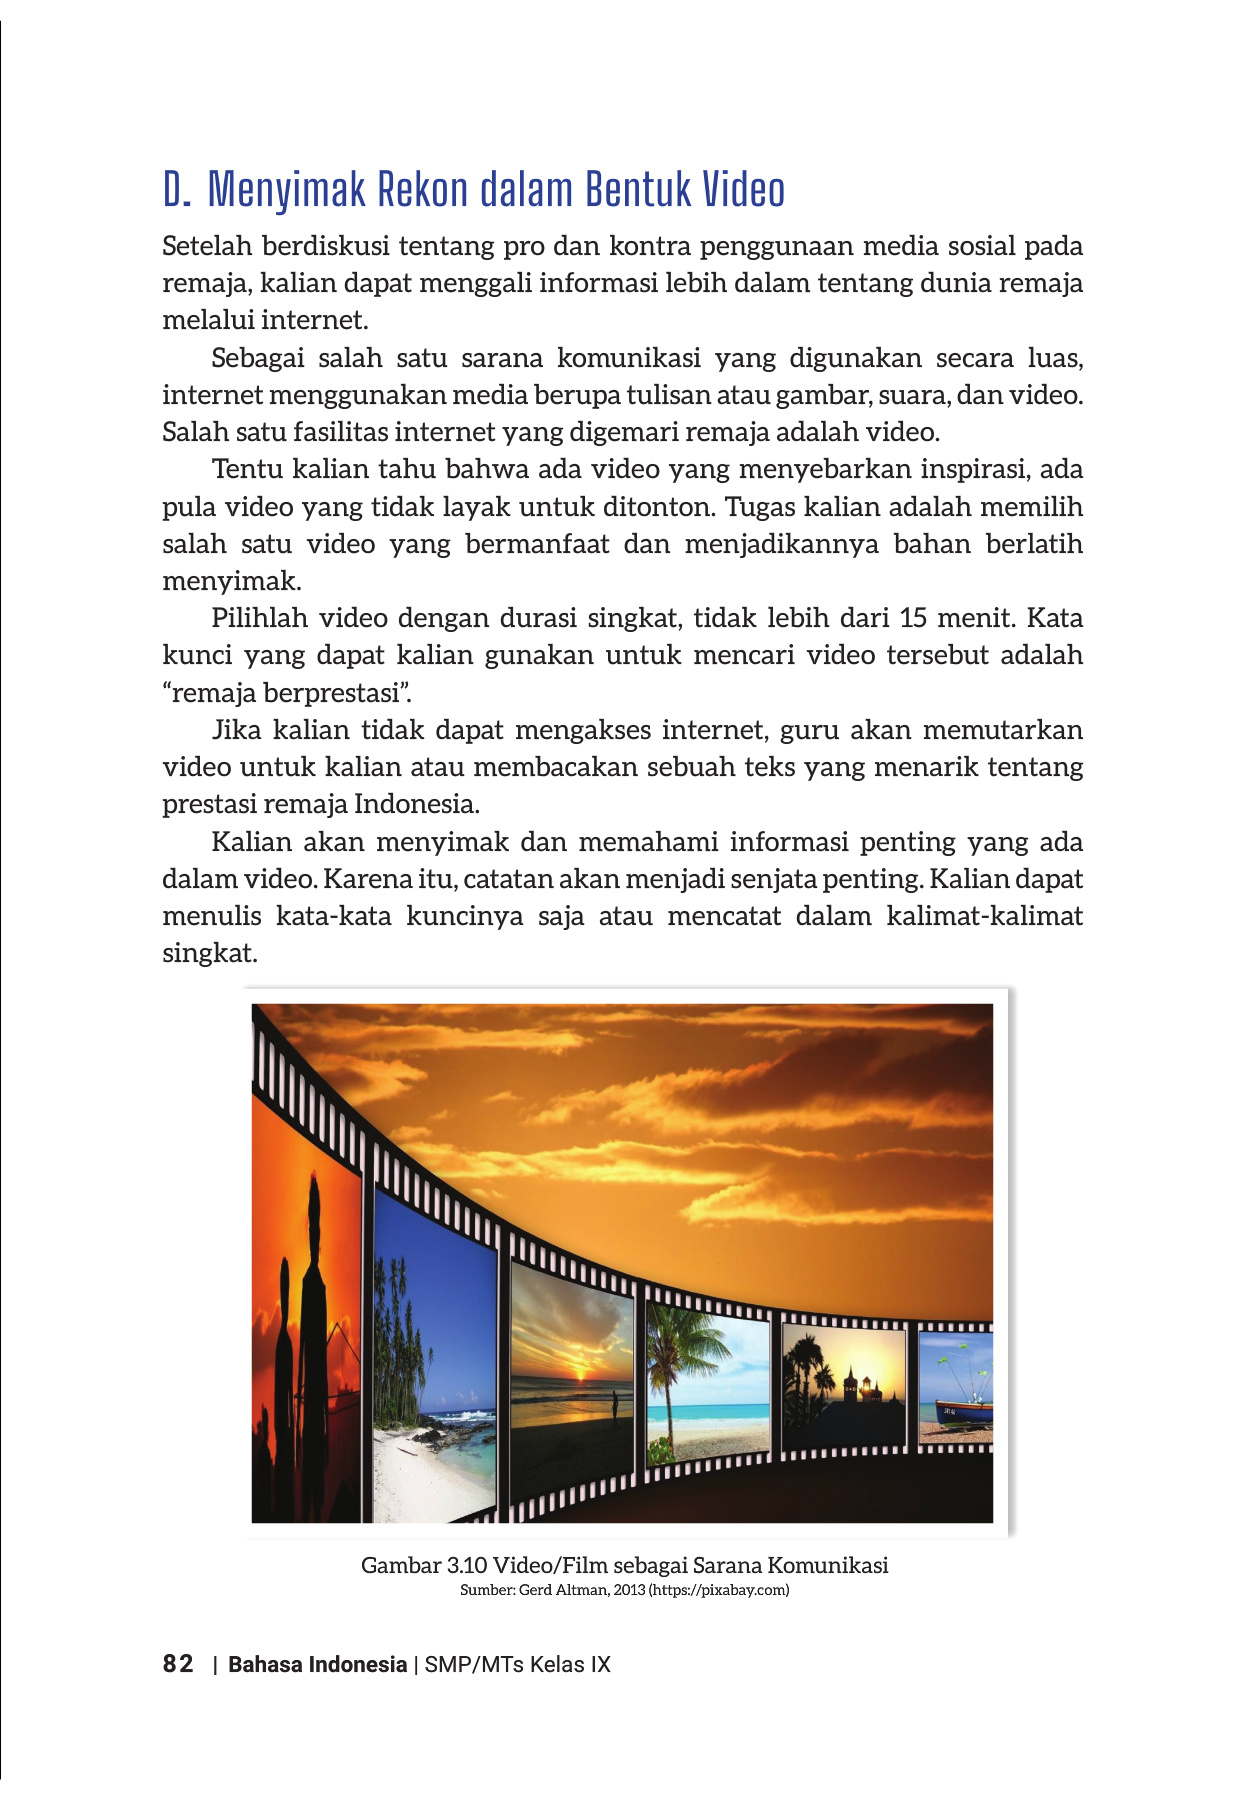 D. Menyimak Rekon dalam Bentuk Video
Setelah berdiskusi tentang pro dan kontra penggunaan media sosial pada
remaja, kalian dapat menggali informasi lebih dalam tentang dunia remaja
melalui internet.
Sebagai salah satu sarana komunikasi yang digunakan secara luas,
internet menggunakan media berupa tulisan atau gambar, suara, dan video.
Salah satu fasilitas internet yang digemari remaja adalah video.
Tentu kalian tahu bahwa ada video yang menyebarkan inspirasi, ada
pula video yang tidak layak untuk ditonton. Tugas kalian adalah memilih
salah satu video yang bermanfaat dan menjadikannya bahan berlatih
menyimak.
Pilihlah video dengan durasi singkat, tidak lebih dari 15 menit. Kata
kunci yang dapat kalian gunakan untuk mencari video tersebut adalah
“remaja berprestasi”.
Jika kalian tidak dapat mengakses internet, guru akan memutarkan
video untuk kalian atau membacakan sebuah teks yang menarik tentang
prestasi remaja Indonesia.
Kalian akan menyimak dan memahami informasi penting yang ada
dalam video. Karena itu, catatan akan menjadi senjata penting. Kalian dapat
menulis kata-kata kuncinya saja atau mencatat dalam kalimat-kalimat
singkat.
Gambar 3.10 Video/Film sebagai Sarana Komunikasi
Sumber: Gerd Altman, 2013 (https://pixabay.com)
82 | Bahasa Indonesia | SMP/MTs Kelas IX